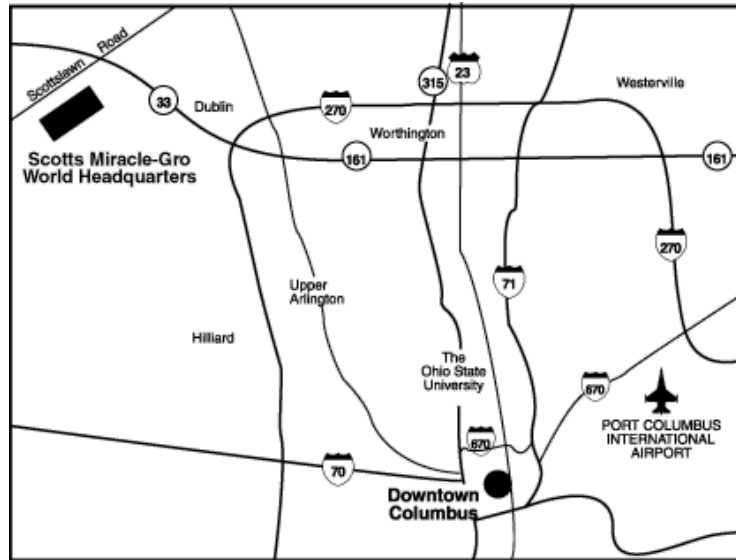 Scottslawn Road
33
Dublin
Scotts Miracle-Gro
World Headquarters
270
315
23
Westerville
Worthington
161
161
270
71
Upper
Arlington
Hilliard
The
Ohio State
University
670
670
PORT COLUMBUS
INTERNATIONAL
AIRPORT
70
Downtown
Columbus